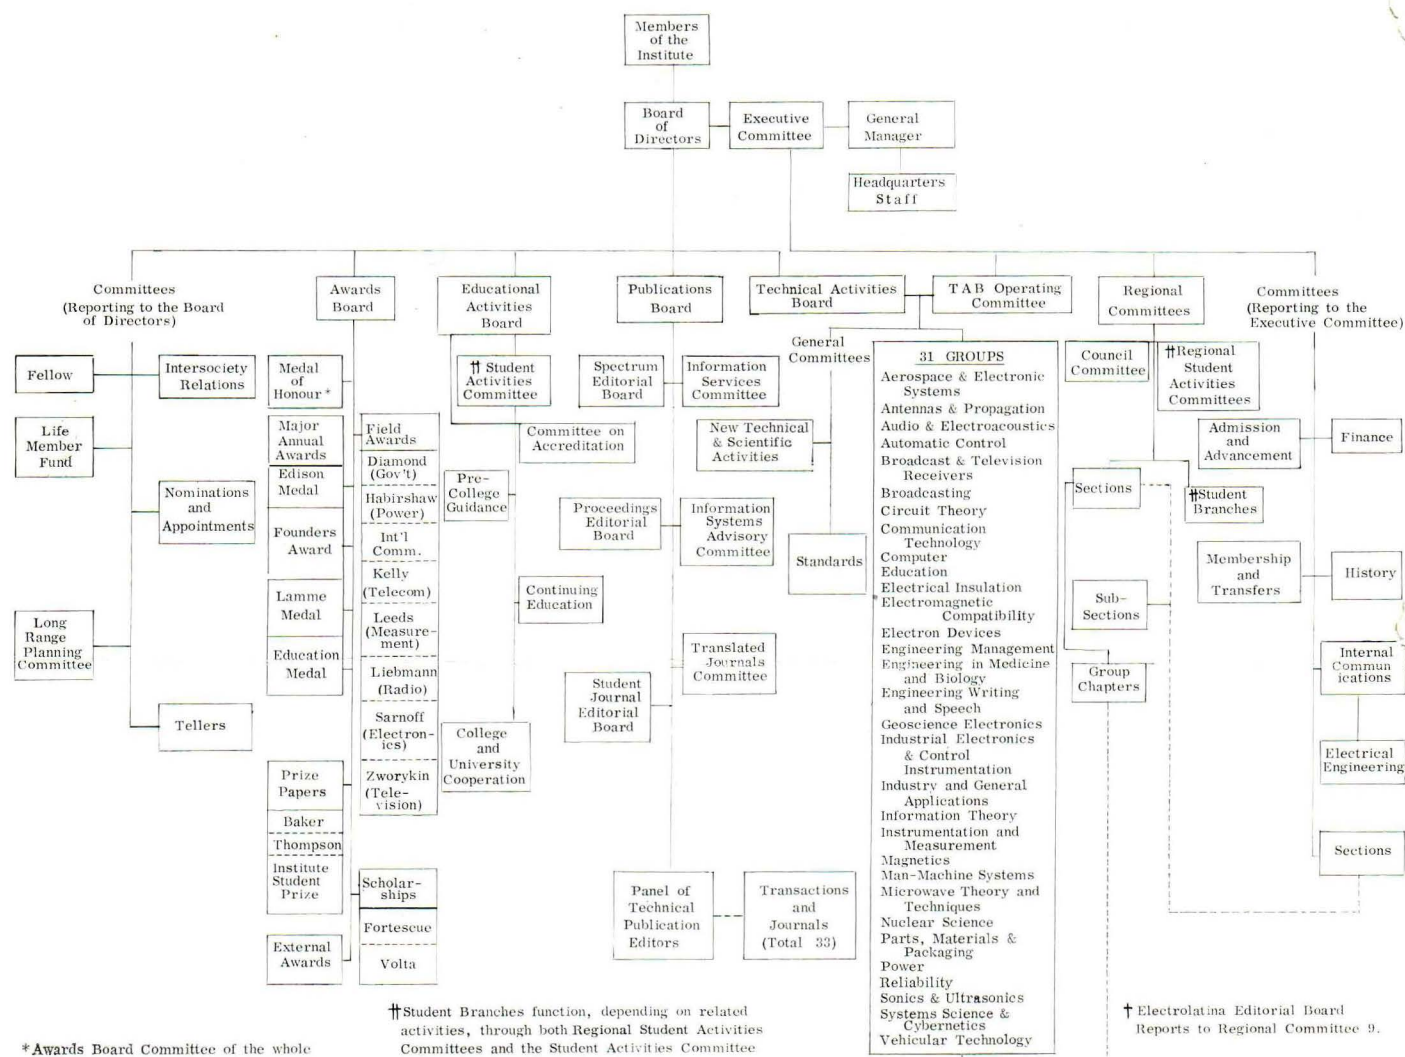 Members
of the
Institute
Board
of
Directors
Executive
Committee
General
Manager
Headquarters
Staff
Committees
(Reporting to the Board
of Directors)
Fellow
Intersociety
Relations
Life
Member
Fund
Nominations
and
Appointments
Long
Range
Planning
Committee
Tellers
Awards
Board
Medal
of
Honour*
Major
Annual
Awards
Edison
Medal
Founders
Award
Lamme
Medal
Education
Medal
Field
Awards
Diamond
(Gov't)
Habirshaw
(Power)
Int'l
Comm.
Kelly
(Telecom)
Leeds
(Measure-
ment)
Liebmann
(Radio)
Sarnoff
(Electron-
ics)
Zworykin
(Tele-
vision)
Prize
Papers
Baker
Thompson
Institute
Student
Prize
Scholar-
ships
Fortescue
Volta
External
Awards
Educational
Activities
Board
†† Student
Activities
Committee
Committee on
Accreditation
Pre-
College
Guidance
Continuing
Education
College
and
University
Cooperation
Publications
Board
Spectrum
Editorial
Board
Information
Services
Committee
Proceedings
Editorial
Board
Information
Systems
Advisory
Committee
Translated
Journals
Committee
Student
Journal
Editorial
Board
Panel of
Technical
Publication
Editors
Transactions
and
Journals
(Total 33)
Technical Activities
Board
TAB Operating
Committee
General
Committees
New Technical
& Scientific
Activities
Standards
31 GROUPS
Aerospace & Electronic
Systems
Antennas & Propagation
Audio & Electroacoustics
Automatic Control
Broadcast & Television
Receivers
Broadcasting
Circuit Theory
Communication
Technology
Computer
Education
Electrical Insulation
Electromagnetic
Compatibility
Electron Devices
Engineering Management
Engineering in Medicine
and Biology
Engineering Writing
and Speech
Geoscience Electronics
Industrial Electronics
& Control
Instrumentation
Industry and General
Applications
Information Theory
Instrumentation and
Measurement
Magnetics
Man-Machine Systems
Microwave Theory and
Techniques
Nuclear Science
Parts, Materials &
Packaging
Power
Reliability
Sonics & Ultrasonics
Systems Science &
Cybernetics
Vehicular Technology
Regional
Committees
Council
Committee
††Regional
Student
Activities
Committees
Sections
††Student
Branches
Sub-
Sections
Group
Chapters
Committees
(Reporting to the
Executive Committee)
Admission
and
Advancement
Finance
Membership
and
Transfers
History
Internal
Commun
ications
Electrical
Engineering
Sections
*Awards Board Committee of the whole
††Student Branches function, depending on related
activities, through both Regional Student Activities
Committees and the Student Activities Committee
† Electrolatina Editorial Board
Reports to Regional Committee 9.